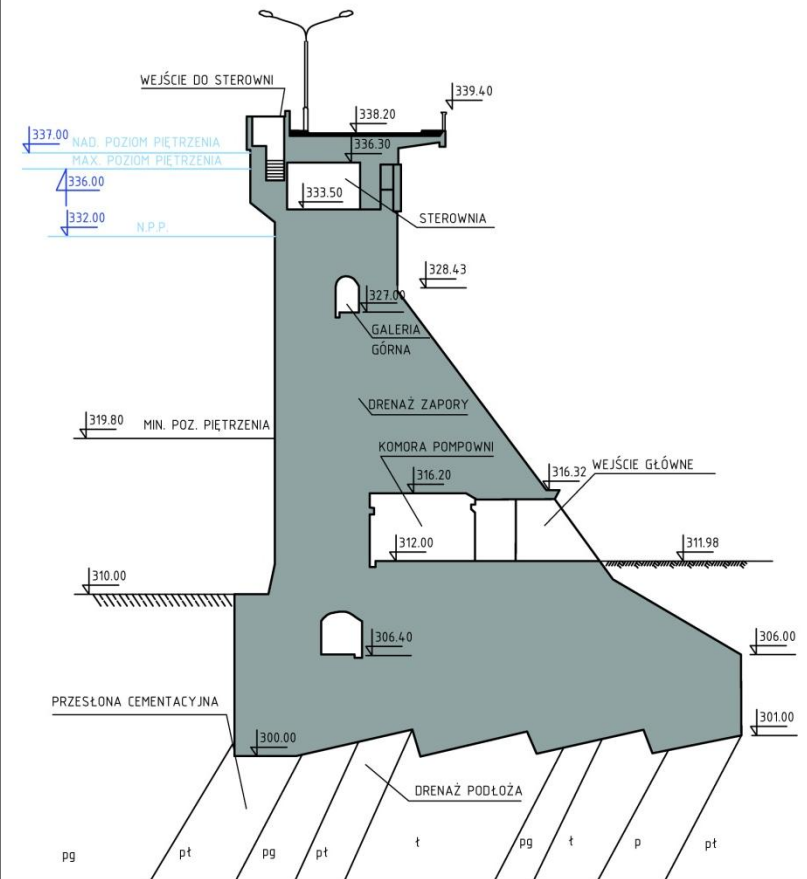 WEJŚCIE DO STEROWNI
339.40
338.20
337.00 NAD. POZIOM PIĘTRZENIA
336.30
MAX. POZIOM PIĘTRZENIA
336.00
333.50
332.00
N.P.P.
STEROWNIA
328.43
327.00
GALERIA
GÓRNA
DRENAŻ ZAPORY
319.80 MIN. POZ. PIĘTRZENIA
KOMORA POMPOWNI
316.20
316.32
WEJŚCIE GŁÓWNE
312.00
311.98
310.00
306.40
306.00
PRZESŁONA CEMENTACYJNA
301.00
300.00
DRENAŻ PODŁOŻA
pg pł pg pł ł pg ł p pł